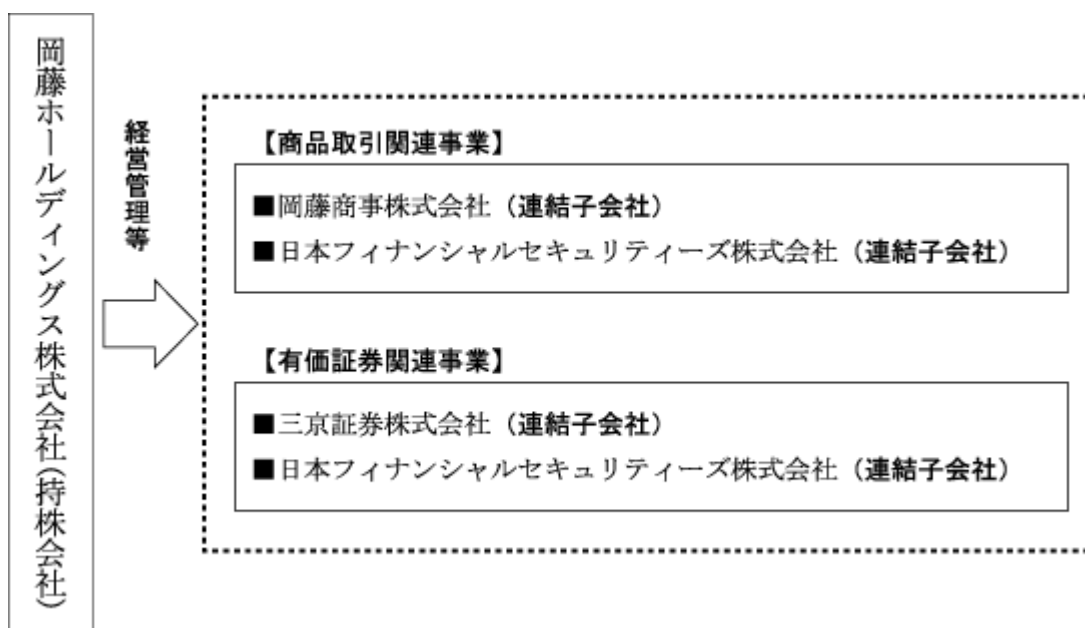 岡藤ホールディングス株式会社(持株会社)
経営管理等
【商品取引関連事業】
■岡藤商事株式会社（連結子会社）
■日本フィナンシャルセキュリティーズ株式会社（連結子会社）
【有価証券関連事業】
■三京証券株式会社（連結子会社）
■日本フィナンシャルセキュリティーズ株式会社（連結子会社）